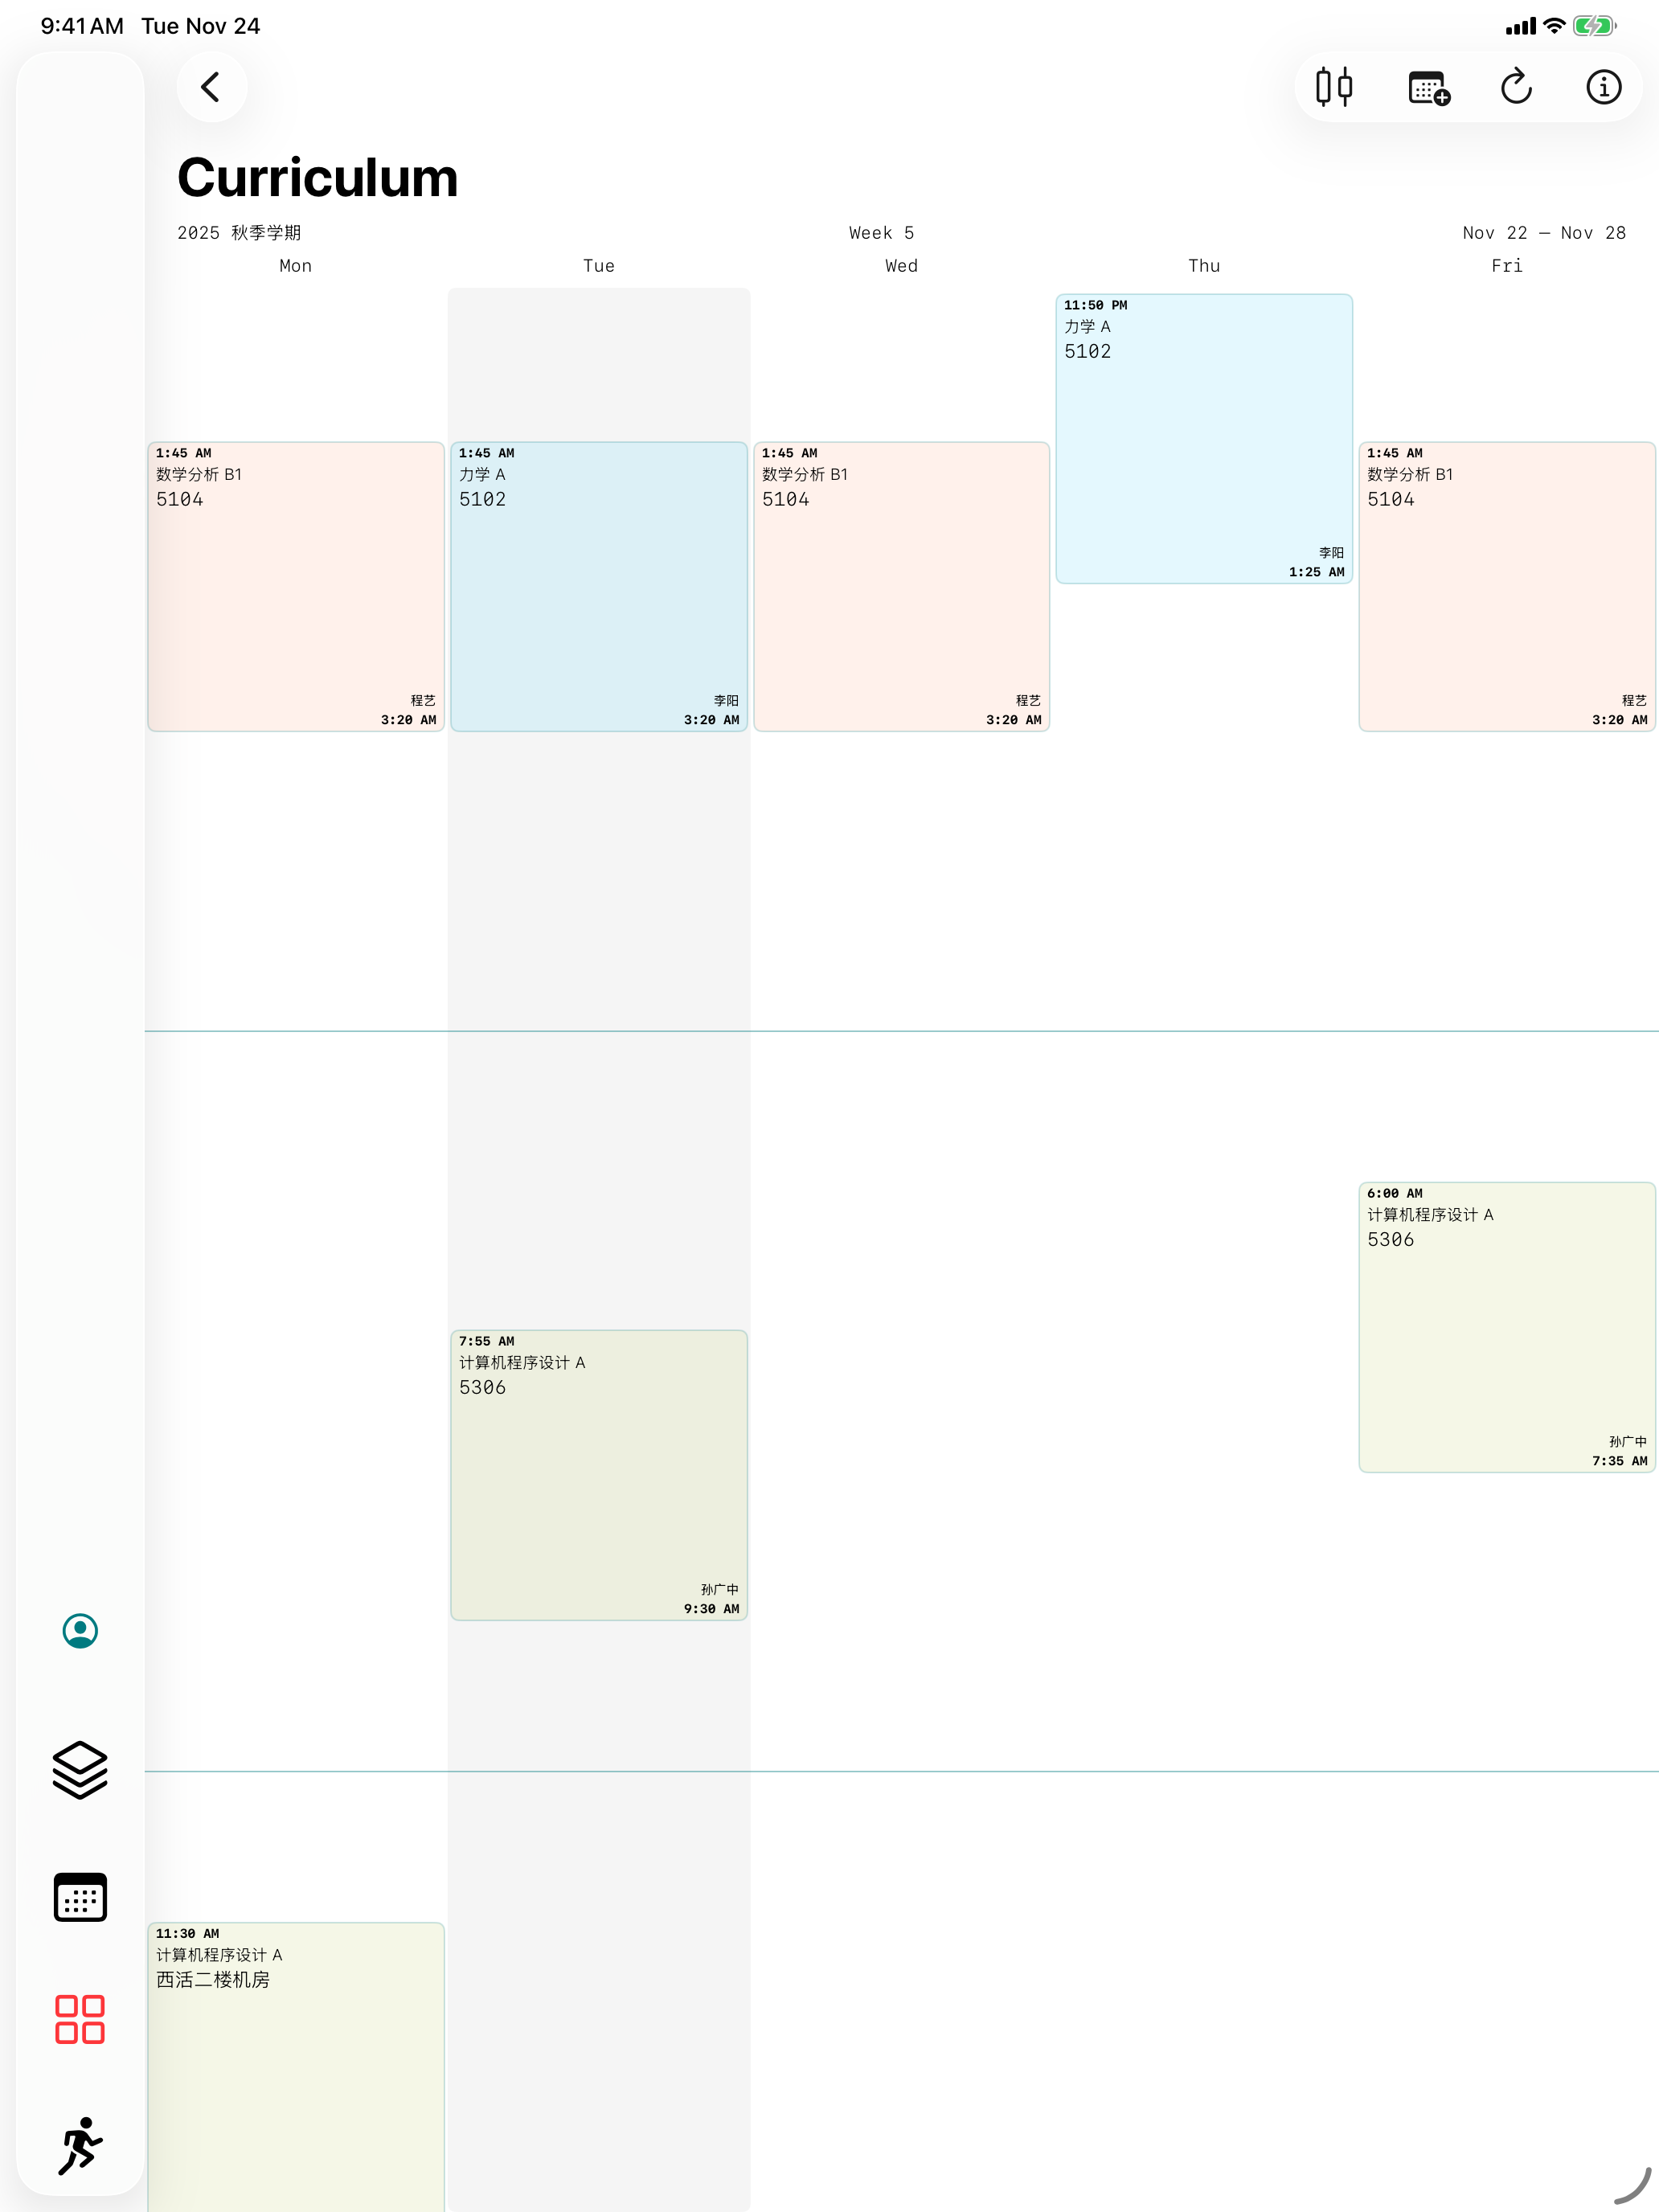 9:41 AM Tue Nov 24
Curriculum
2025 秋季学期 Week 5 Nov 22 — Nov 28
Mon Tue Wed Thu Fri
11:50 PM
力学 A
5102
李阳
1:25 AM
1:45 AM
数学分析 B1
5104
程艺
3:20 AM
1:45 AM
力学 A
5102
李阳
3:20 AM
1:45 AM
数学分析 B1
5104
程艺
3:20 AM
1:45 AM
数学分析 B1
5104
程艺
3:20 AM
6:00 AM
计算机程序设计 A
5306
孙广中
7:35 AM
7:55 AM
计算机程序设计 A
5306
孙广中
9:30 AM
11:30 AM
计算机程序设计 A
西活二楼机房